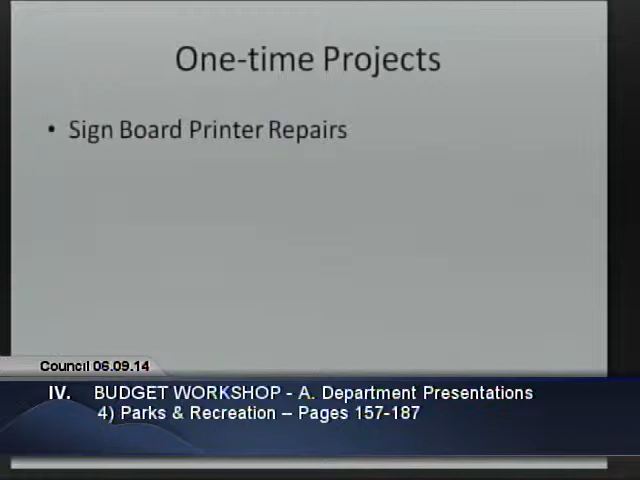 One-time Projects
• Sign Board Printer Repairs
Council 06.09.14
IV. BUDGET WORKSHOP - A. Department Presentations
4) Parks & Recreation – Pages 157-187